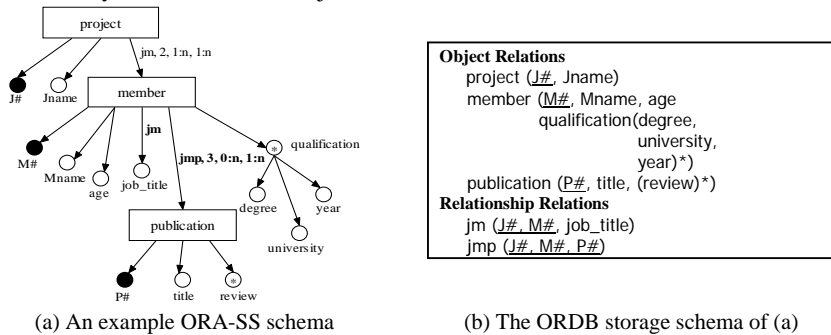 project
jm, 2, 1:n, 1:n
J#
Jname
member
jm
M#
Mname
age
job_title
jmp, 3, 0:n, 1:n
*
qualification
degree
university
year
publication
P#
title
*
review
(a) An example ORA-SS schema
Object Relations
project (J#, Jname)
member (M#, Mname, age
qualification(degree,
university,
year)*)
publication (P#, title, (review)*)
Relationship Relations
jm (J#, M#, job_title)
jmp (J#, M#, P#)
(b) The ORDB storage schema of (a)